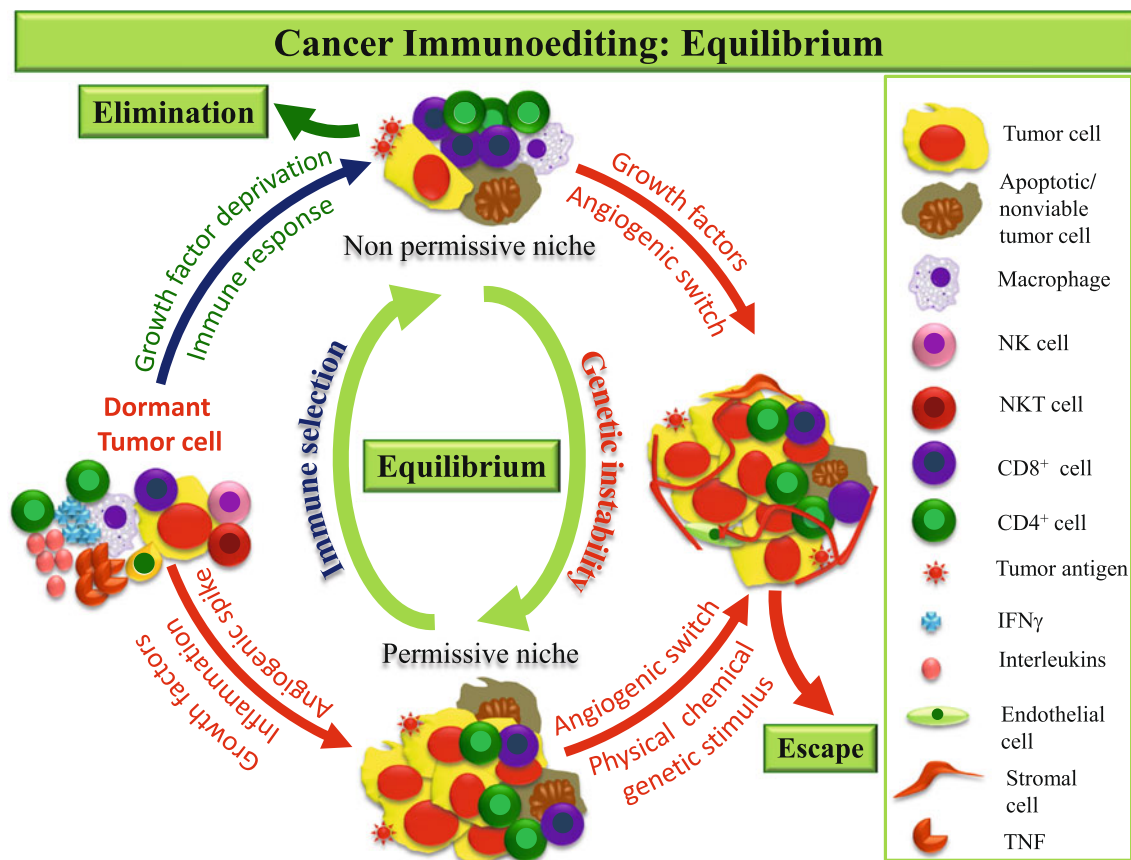 Cancer Immunoediting: Equilibrium
Elimination
Growth factor deprivation
Immune response
Non permissive niche
Growth factors
Angiogenic switch
Dormant
Tumor cell
Immune selection
Equilibrium
Genetic instability
Angiogenic spike
Inflammation
Growth factors
Permissive niche
Angiogenic switch
Physical chemical
genetic stimulus
Escape
Tumor cell
Apoptotic/
nonviable
tumor cell
Macrophage
NK cell
NKT cell
CD8⁺ cell
CD4⁺ cell
Tumor antigen
IFNγ
Interleukins
Endothelial
cell
Stromal
cell
TNF